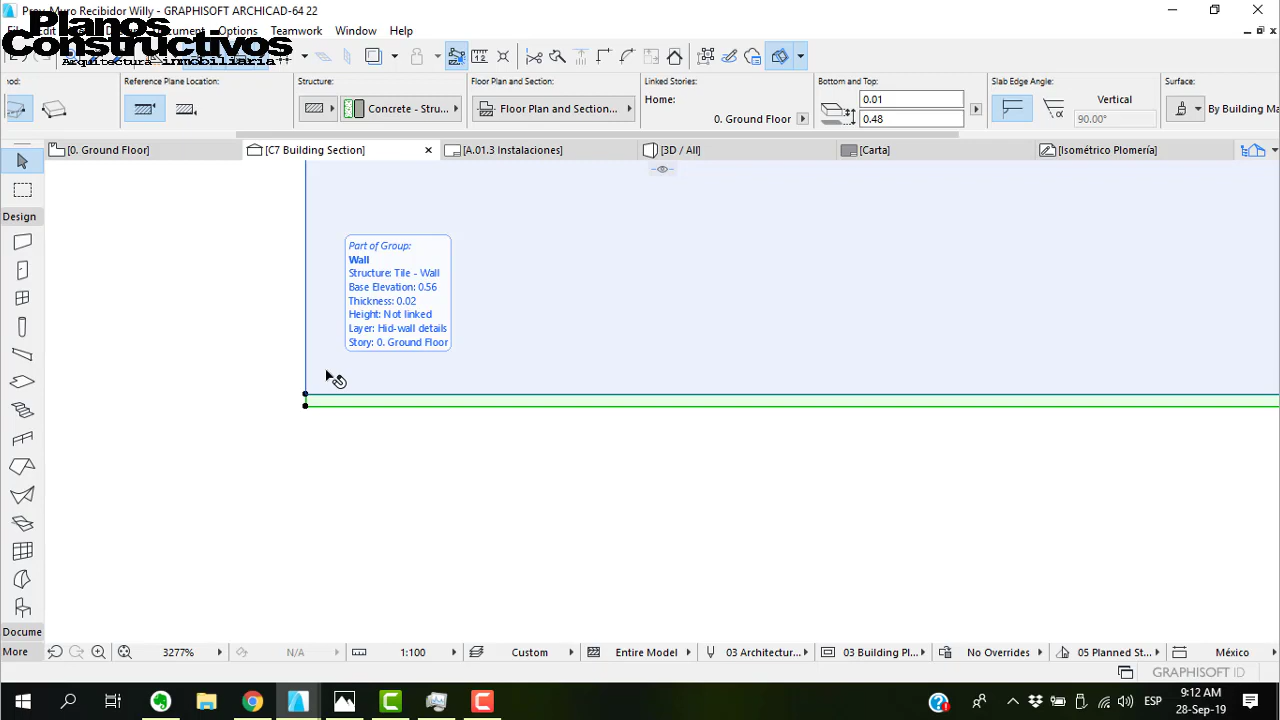 Prev. Muro Recibidor Willy - GRAPHISOFT ARCHICAD-64 22
Options Teamwork Window Help
Planos
Constructivos
Arquitectura inmobiliaria
Reference Plane Location:
Structure:
Floor Plan and Section:
Linked Stories:
Bottom and Top:
Slab Edge Angle:
Surface:
Concrete - Stru...
Floor Plan and Section...
Home:
0. Ground Floor
0.01
0.48
Vertical
90.00°
By Building M
[0. Ground Floor]
[C7 Building Section]
[A.01.3 Instalaciones]
[3D / All]
[Carta]
[Isométrico Plomería]
Design
Part of Group:
Wall
Structure: Tile - Wall
Base Elevation: 0.56
Thickness: 0.02
Height: Not linked
Layer: Hid-wall details
Story: 0. Ground Floor
Docume
More
3277%
N/A
1:100
Custom
Entire Model
03 Architectur...
03 Building Pl...
No Overrides
05 Planned St...
México
GRAPHISOFT ID
ESP
9:12 AM
28-Sep-19